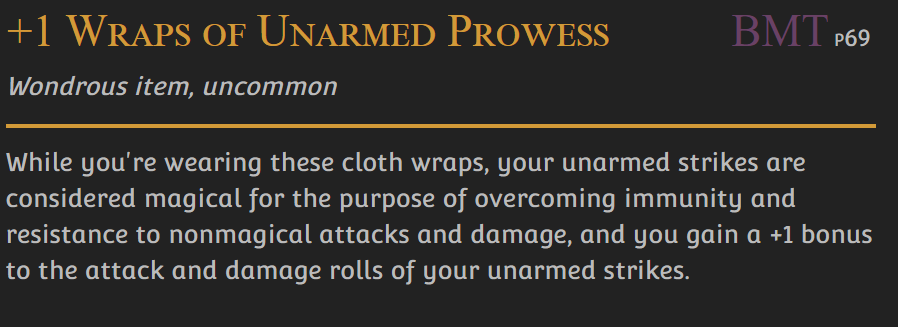 +1 Wraps of Unarmed Prowess BMT p69
Wondrous item, uncommon
While you're wearing these cloth wraps, your unarmed strikes are
considered magical for the purpose of overcoming immunity and
resistance to nonmagical attacks and damage, and you gain a +1 bonus
to the attack and damage rolls of your unarmed strikes.